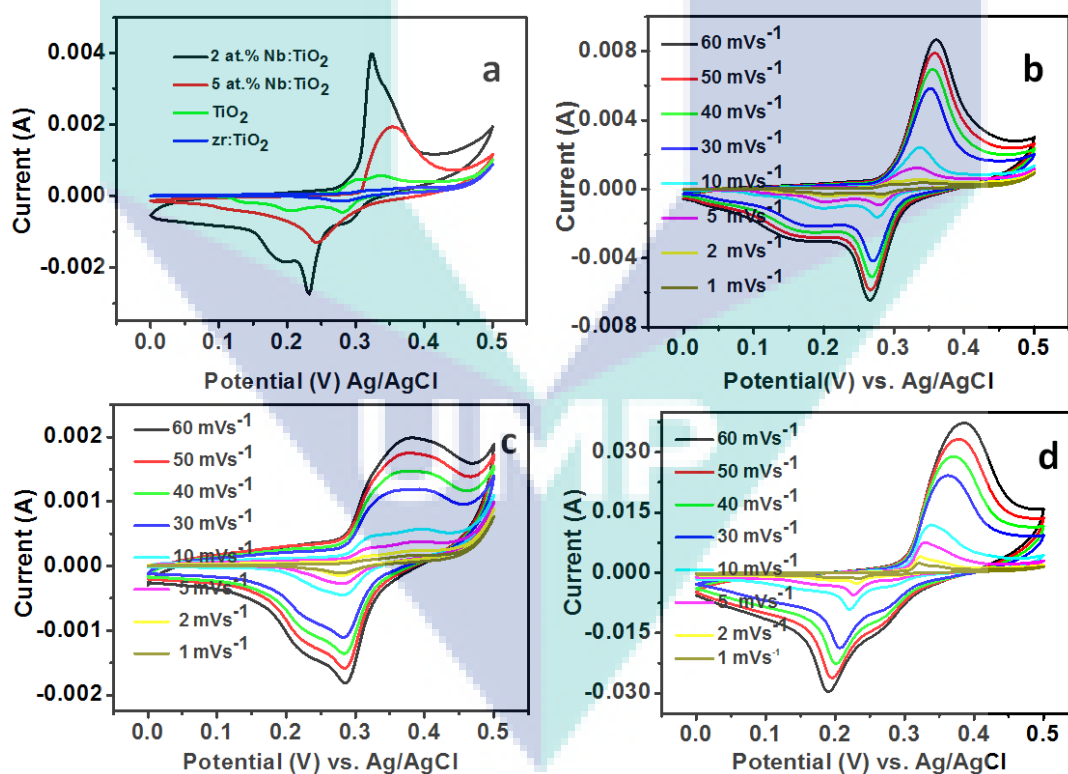 a
2 at.% Nb:TiO₂
5 at.% Nb:TiO₂
TiO₂
zr:TiO₂
0.004
0.002
0.000
-0.002
Current (A)
0.0 0.1 0.2 0.3 0.4 0.5
Potential (V) Ag/AgCl
b
60 mVs⁻¹
50 mVs⁻¹
40 mVs⁻¹
30 mVs⁻¹
10 mVs⁻¹
5 mVs⁻¹
2 mVs⁻¹
1 mVs⁻¹
0.008
0.004
0.000
-0.004
-0.008
Current (A)
0.0 0.1 0.2 0.3 0.4 0.5
Potential(V) vs. Ag/AgCl
c
60 mVs⁻¹
50 mVs⁻¹
40 mVs⁻¹
30 mVs⁻¹
10 mVs⁻¹
5 mVs⁻¹
2 mVs⁻¹
1 mVs⁻¹
0.002
0.001
0.000
-0.001
-0.002
Current (A)
0.0 0.1 0.2 0.3 0.4 0.5
Potential (V) vs. Ag/AgCl
d
60 mVs⁻¹
50 mVs⁻¹
40 mVs⁻¹
30 mVs⁻¹
10 mVs⁻¹
5 mVs⁻¹
2 mVs⁻¹
1 mVs⁻¹
0.030
0.015
0.000
-0.015
-0.030
Current (A)
0.0 0.1 0.2 0.3 0.4 0.5
Potential (V) vs. Ag/AgCl
UMP